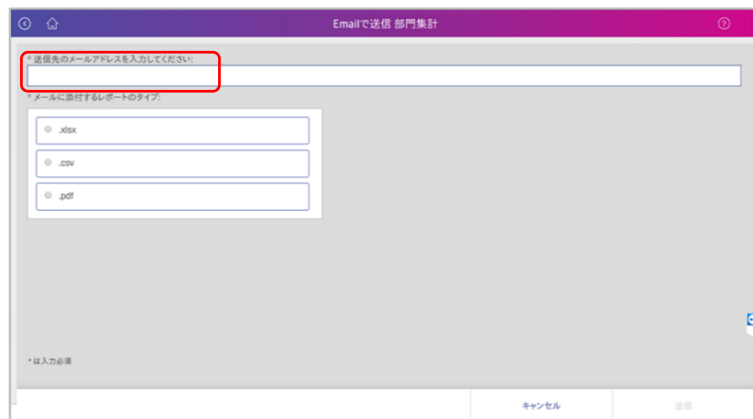 Emailで送信 部門集計
* 送信先のメールアドレスを入力してください:
* メールに添付するレポートのタイプ:
.xlsx
.csv
.pdf
* は入力必須
キャンセル
送信